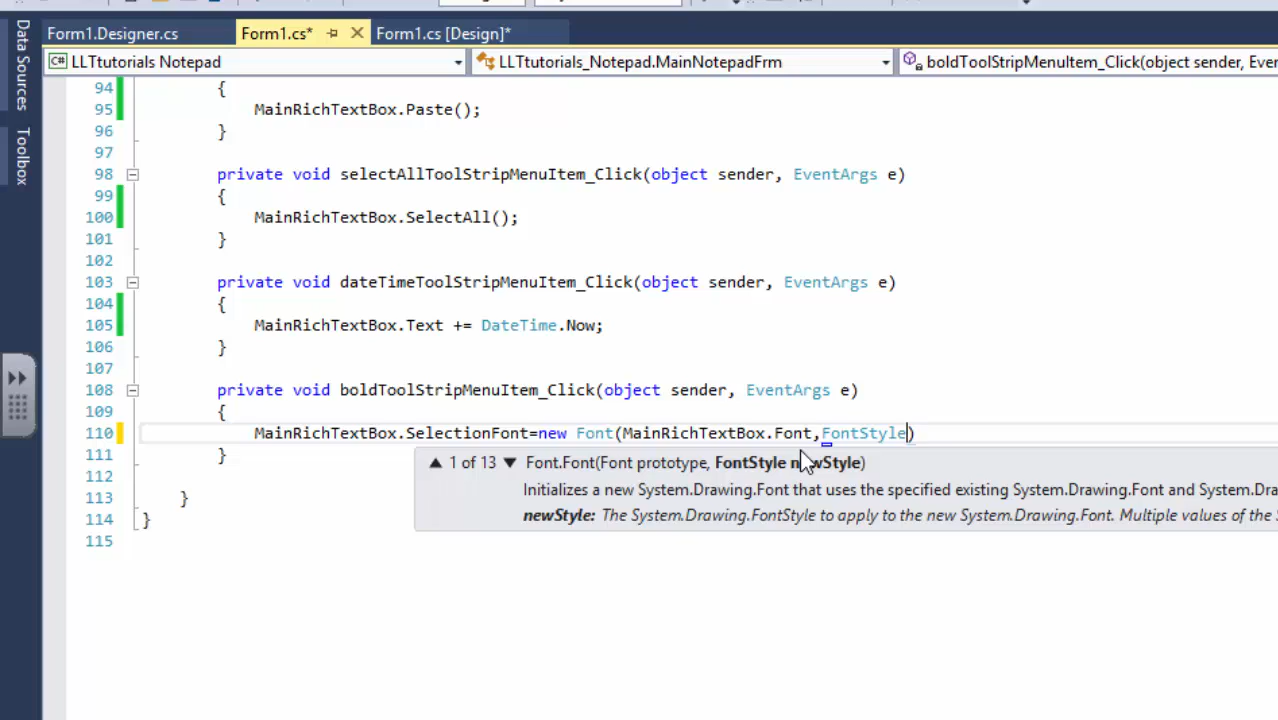 Form1.Designer.cs Form1.cs* Form1.cs [Design]*
Data Sources
Toolbox
C# LLTtutorials Notepad LLTtutorials_Notepad.MainNotepadFrm boldToolStripMenuItem_Click(object sender, Even
94 {
95 MainRichTextBox.Paste();
96 }
97
98 private void selectAllToolStripMenuItem_Click(object sender, EventArgs e)
99 {
100 MainRichTextBox.SelectAll();
101 }
102
103 private void dateTimeToolStripMenuItem_Click(object sender, EventArgs e)
104 {
105 MainRichTextBox.Text += DateTime.Now;
106 }
107
108 private void boldToolStripMenuItem_Click(object sender, EventArgs e)
109 {
110 MainRichTextBox.SelectionFont=new Font(MainRichTextBox.Font,FontStyle)
111 }
▲ 1 of 13 ▼ Font.Font(Font prototype, FontStyle newStyle)
112
Initializes a new System.Drawing.Font that uses the specified existing System.Drawing.Font and System.Dra
113 }
newStyle: The System.Drawing.FontStyle to apply to the new System.Drawing.Font. Multiple values of the
114 }
115